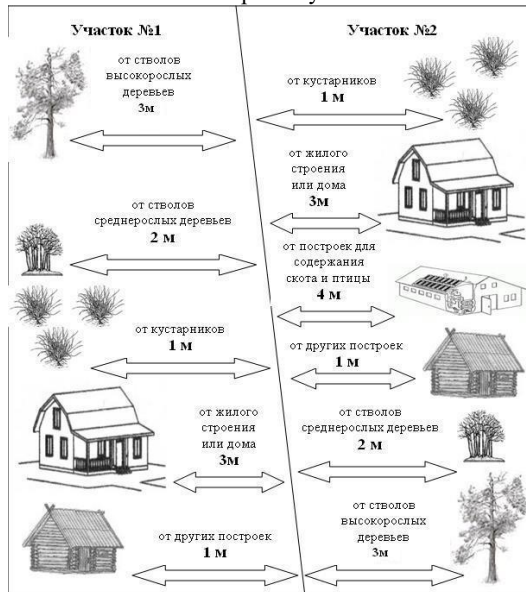 Участок №1
от стволов
высокорослых
деревьев
3м
от стволов
среднерослых деревьев
2 м
от кустарников
1 м
от жилого
строения
или дома
3м
от других построек
1 м
Участок №2
от кустарников
1 м
от жилого
строения
или дома
3м
от построек для
содержания
скота и птицы
4 м
от других построек
1м
от стволов
среднерослых деревьев
2 м
от стволов
высокорослых
деревьев
3м